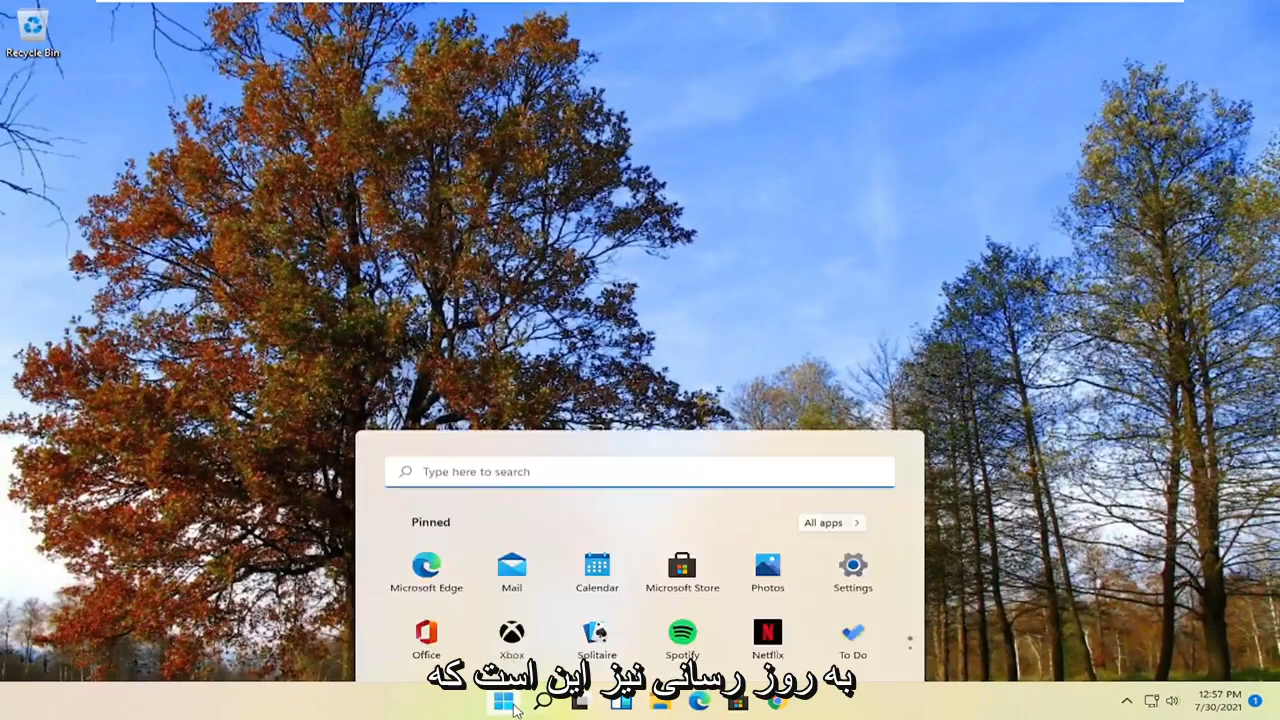 Recycle Bin
Type here to search
Pinned
All apps
Microsoft Edge
Mail
Calendar
Microsoft Store
Photos
Settings
Office
Xbox
Solitaire
Spotify
Netflix
To Do
به روز رسانی نیز این است که
12:57 PM
7/30/2021
1